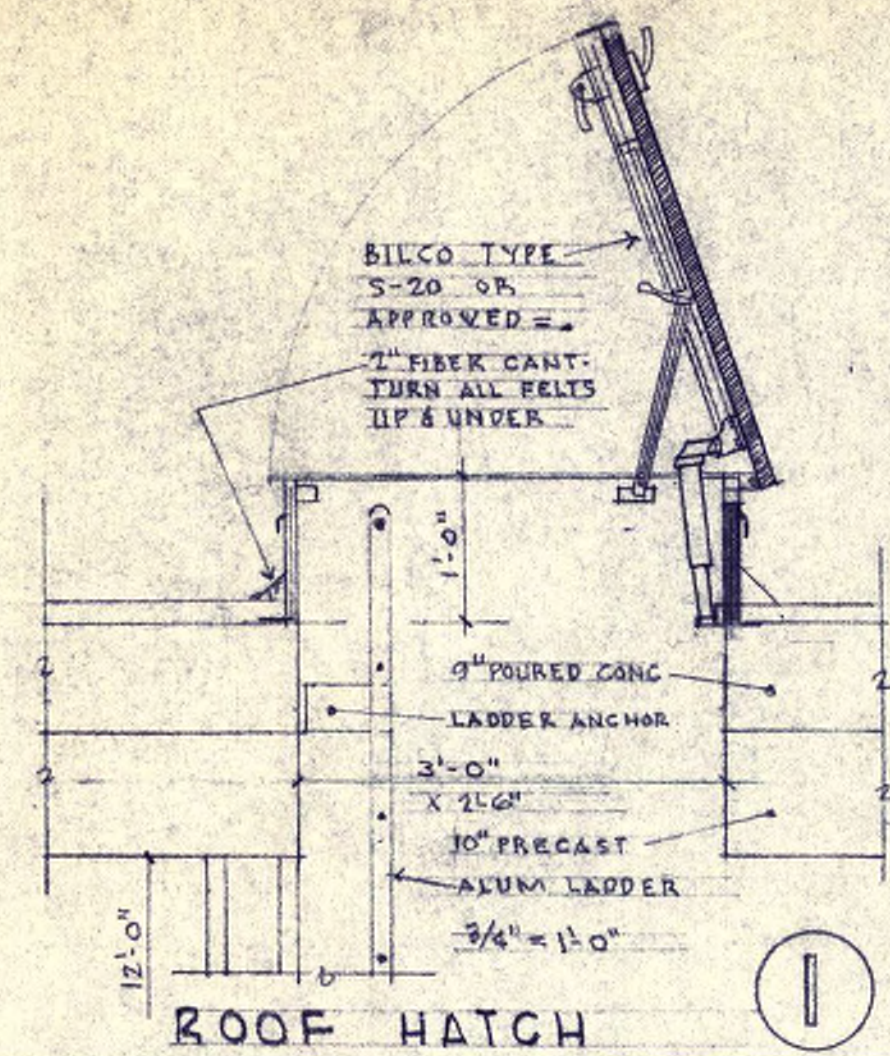 BILCO TYPE
S-20 OR
APPROVED =.
2" FIBER CANT.
TURN ALL FELTS
UP & UNDER
1'-0"
9" POURED CONC
LADDER ANCHOR
3'-0"
X 2'-6"
10" PRECAST
ALUM LADDER
3/4" = 1'-0"
12'-0"
ROOF HATCH
1